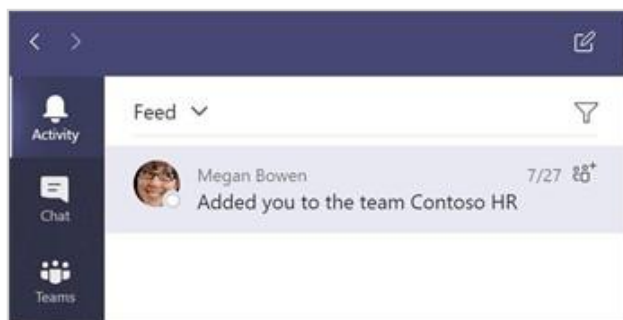 Activity
Chat
Teams
Feed
Megan Bowen 7/27
Added you to the team Contoso HR